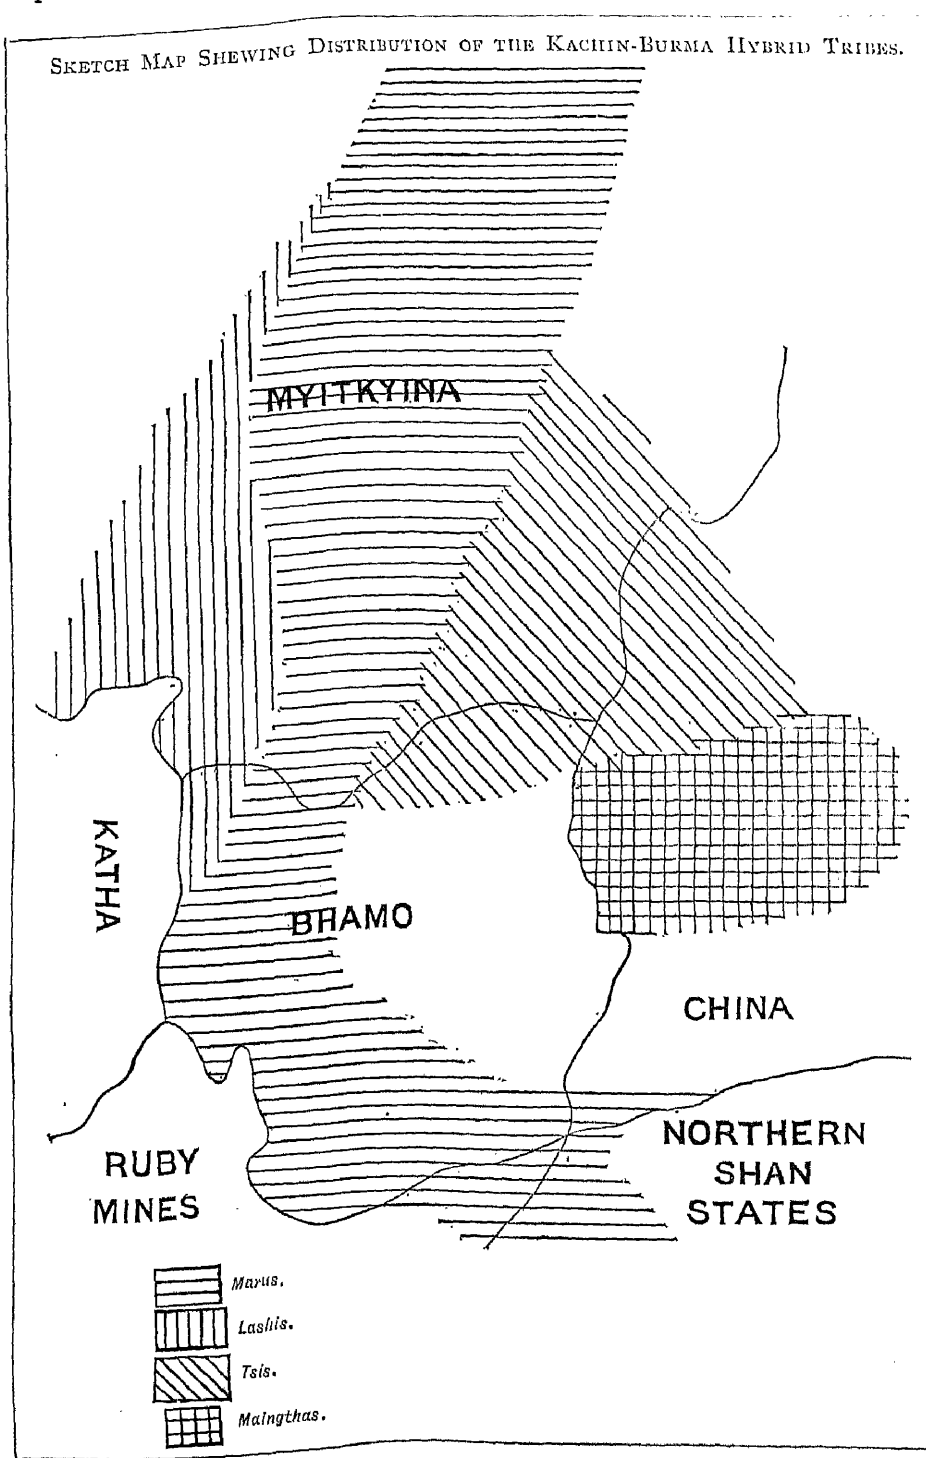 SKETCH MAP SHEWING DISTRIBUTION OF THE KACHIN-BURMA HYBRID TRIBES.
MYITKYINA
KATHA
BHAMO
CHINA
NORTHERN
SHAN
STATES
RUBY
MINES
Marus.
Lashis.
Tsis.
Maingthas.